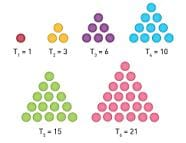 T₁ = 1
T₂ = 3
T₃ = 6
T₄ = 10
T₅ = 15
T₆ = 21